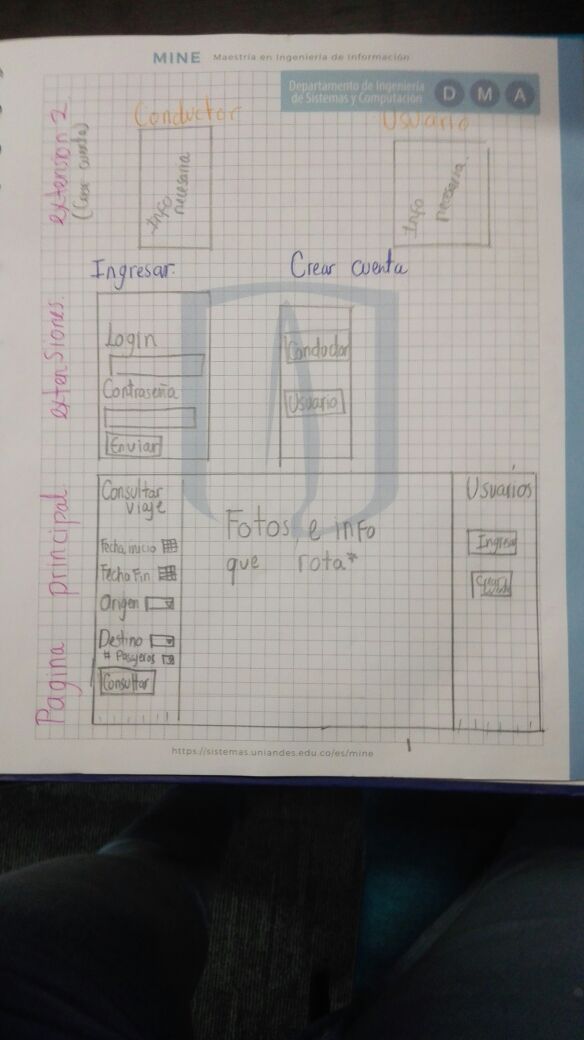 MINE Maestría en Ingeniería de Información
Departamento de Ingeniería
de Sistemas y Computación
D M A
extension 2.
(Crear cuenta)
Conductor
Usuario
Info
necesaria
Info
necesaria.
extensiones.
Ingresar.
Crear cuenta
Login
Contraseña
Enviar
Conductor
Usuario
Pagina principal.
Consultar
viaje
Fecha inicio
Fecha Fin
Origen
Destino
# Pasajeros
Consultar
Fotos e info
que rota*
Usuarios
Ingresar
Crear
cuenta
https://sistemas.uniandes.edu.co/es/mine